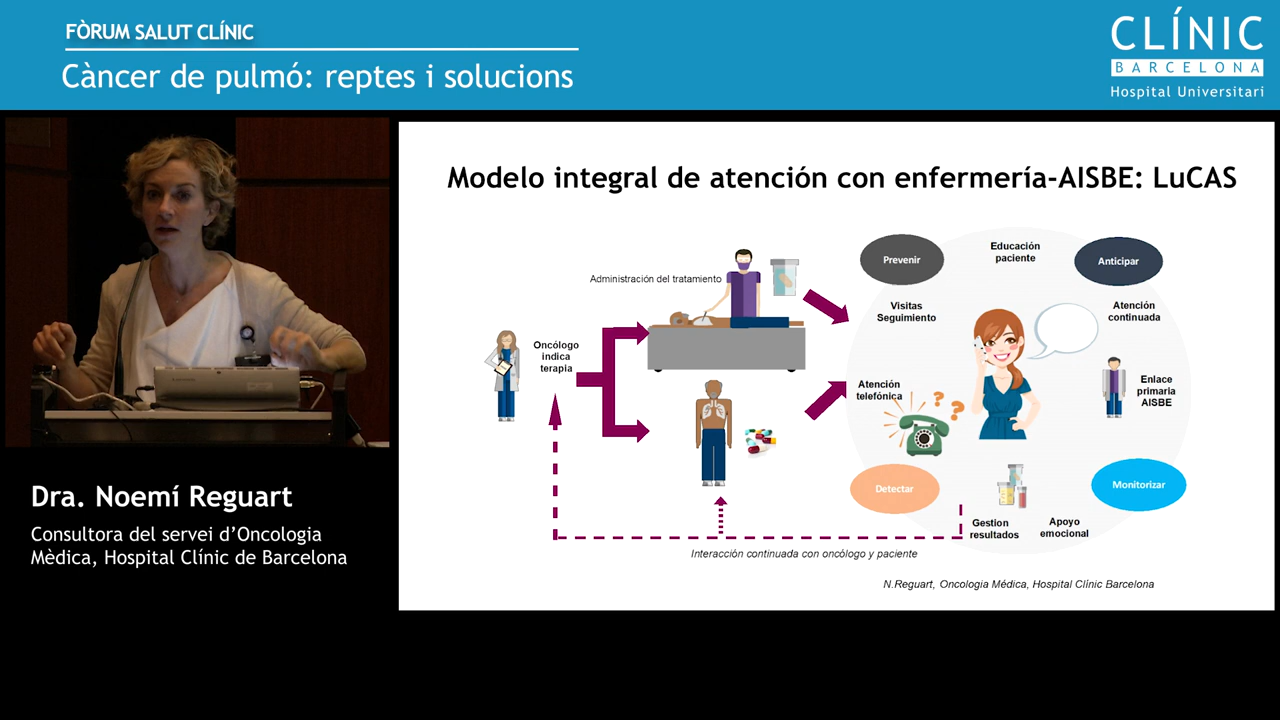 FÒRUM SALUT CLÍNIC
Càncer de pulmó: reptes i solucions
CLÍNIC
BARCELONA
Hospital Universitari
Modelo integral de atención con enfermería-AISBE: LuCAS
Administración del tratamiento
Oncólogo
indica
terapia
Prevenir
Educación
paciente
Anticipar
Visitas
Seguimiento
Atención
continuada
Atención
telefónica
Enlace
primaria
AISBE
Detectar
Monitorizar
Gestion
resultados
Apoyo
emocional
Interacción continuada con oncólogo y paciente
N.Reguart, Oncologia Médica, Hospital Clínic Barcelona
Dra. Noemí Reguart
Consultora del servei d’Oncologia
Mèdica, Hospital Clínic de Barcelona